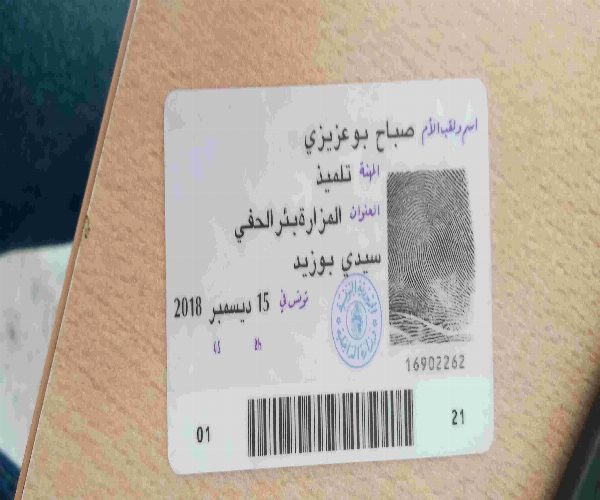 اسم ولقب الأم صباح بوعزيزي
المهنة تلميذ
العنوان المزارة بئر الحفي
سيدي بوزيد
تونس في 15 ديسمبر 2018
16902262
01
21